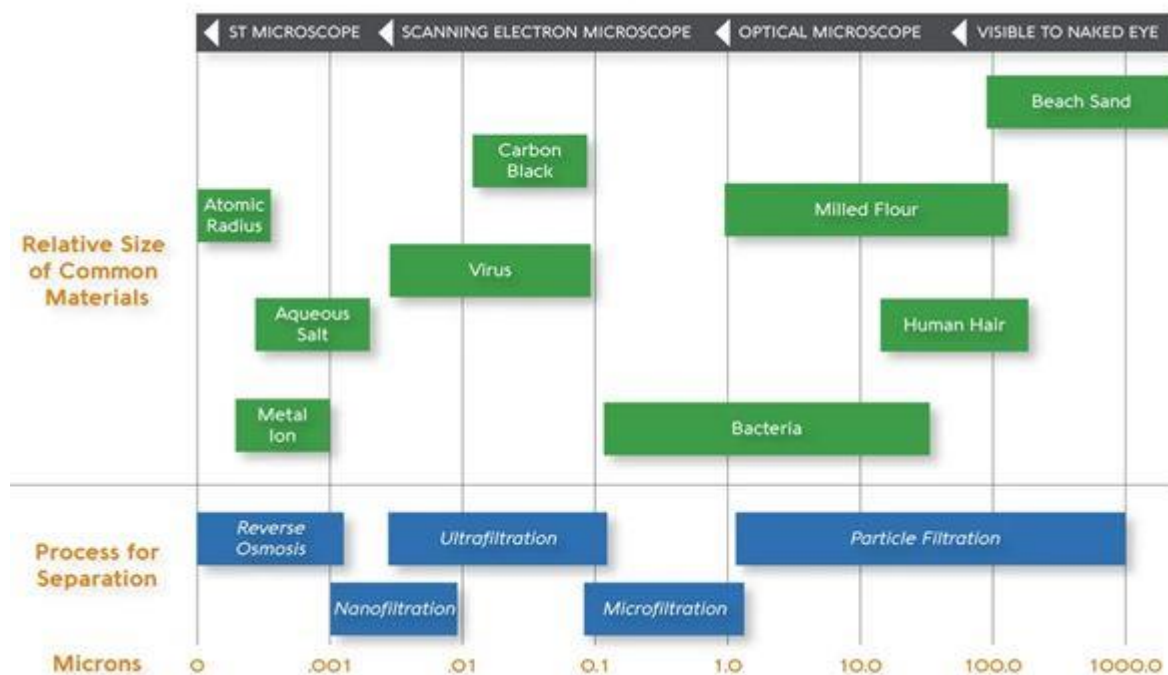 ST MICROSCOPE SCANNING ELECTRON MICROSCOPE OPTICAL MICROSCOPE VISIBLE TO NAKED EYE
Beach Sand
Carbon
Black
Atomic
Radius
Milled Flour
Relative Size
of Common
Materials
Virus
Aqueous
Salt
Human Hair
Metal
Ion
Bacteria
Process for
Separation
Reverse
Osmosis
Ultrafiltration
Particle Filtration
Nanofiltration
Microfiltration
Microns 0 .001 .01 0.1 1.0 10.0 100.0 1000.0